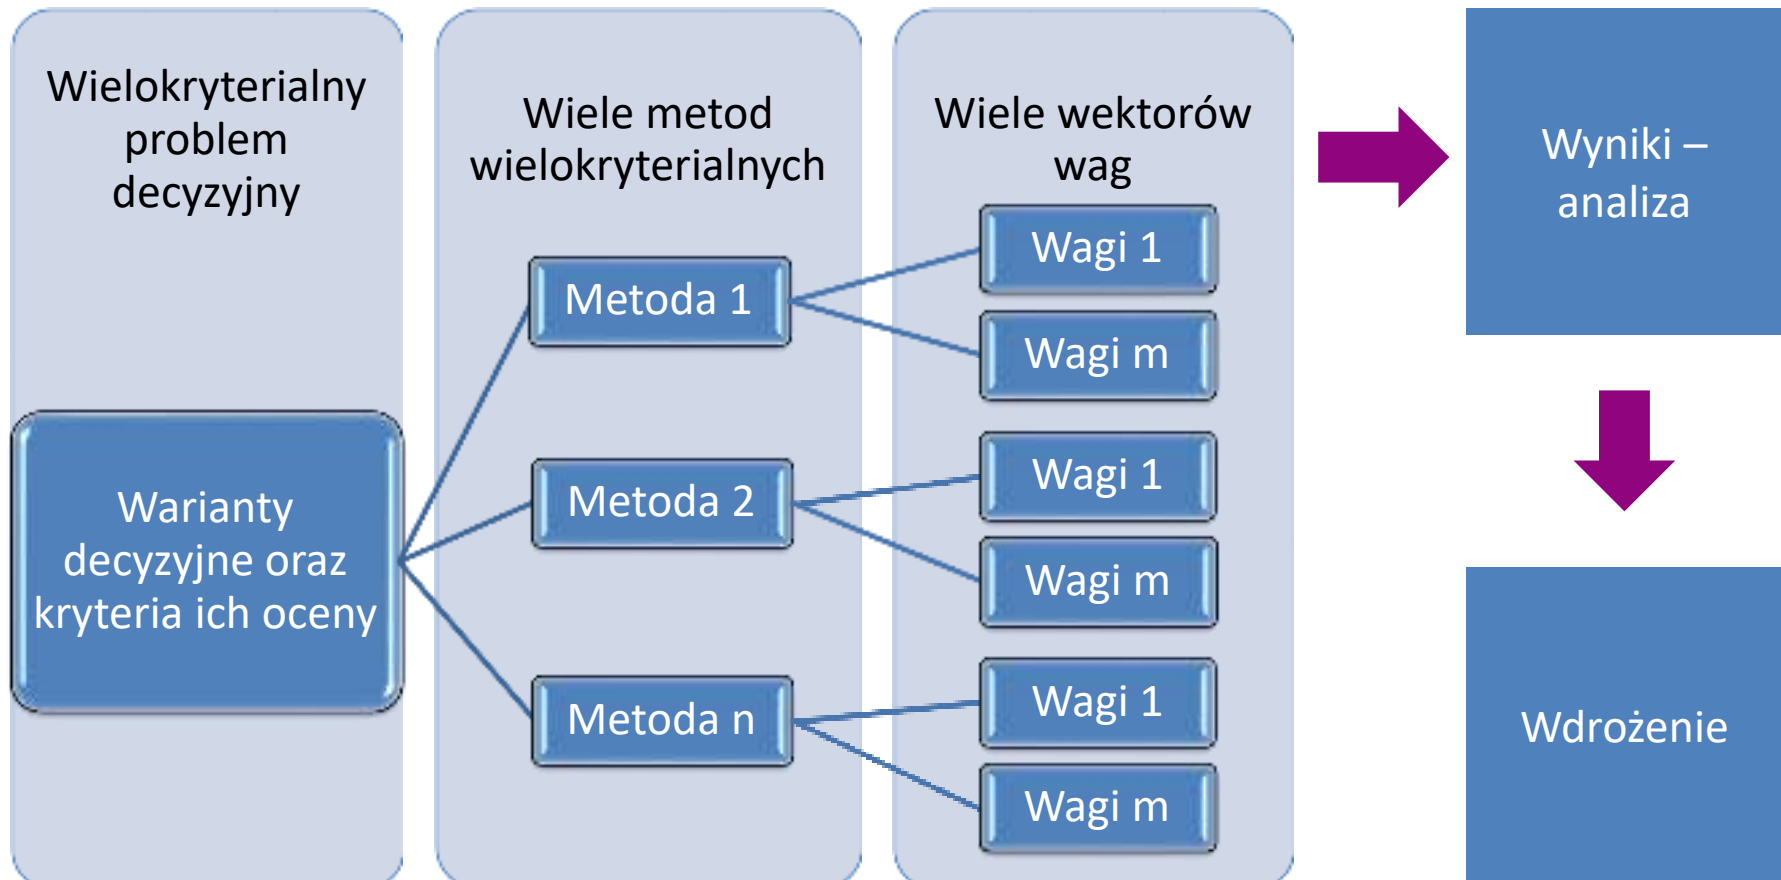 Wielokryterialny
problem
decyzyjny
Warianty
decyzyjne oraz
kryteria ich oceny
Wiele metod
wielokryterialnych
Metoda 1
Metoda 2
Metoda n
Wiele wektorów
wag
Wagi 1
Wagi m
Wagi 1
Wagi m
Wagi 1
Wagi m
Wyniki –
analiza
Wdrożenie